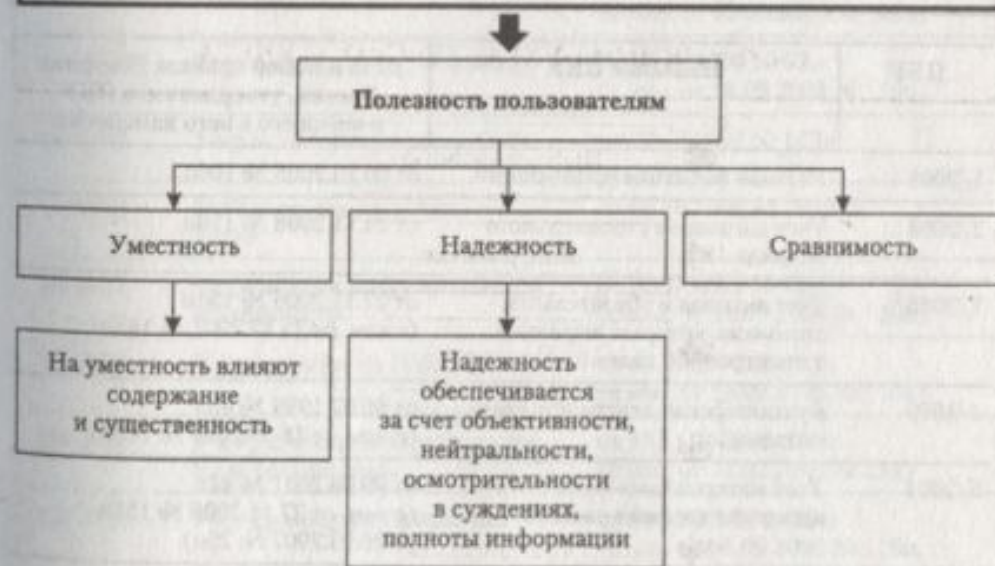 Полезность пользователям
Уместность
Надежность
Сравнимость
На уместность влияют
содержание
и существенность
Надежность
обеспечивается
за счет объективности,
нейтральности,
осмотрительности
в суждениях,
полноты информации